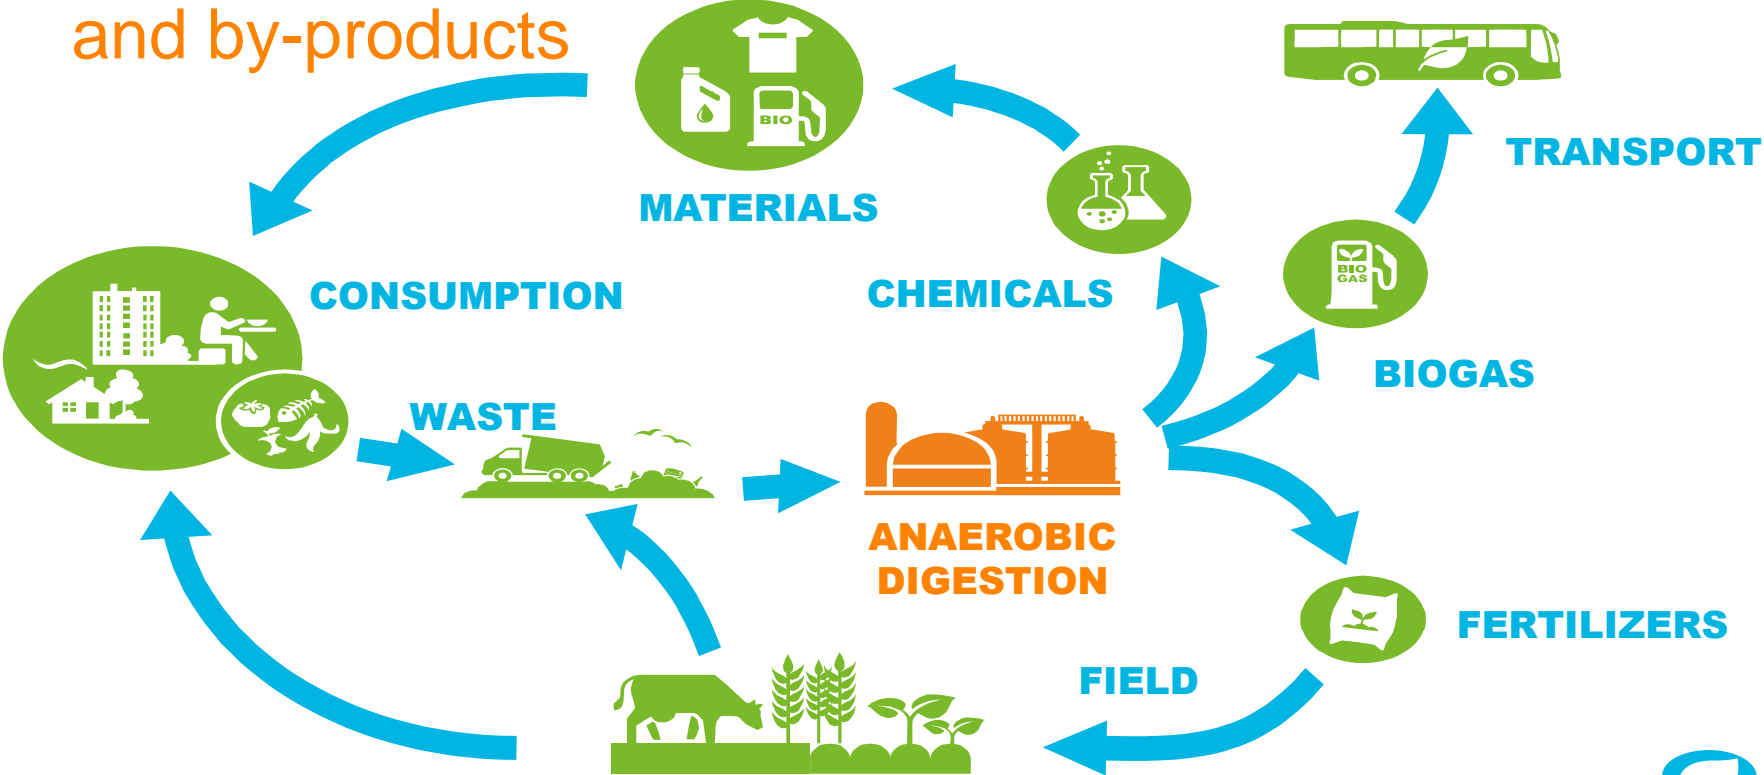 and by-products
BIO
MATERIALS
TRANSPORT
CONSUMPTION
CHEMICALS
BIO
GAS
BIOGAS
WASTE
ANAEROBIC
DIGESTION
FERTILIZERS
FIELD